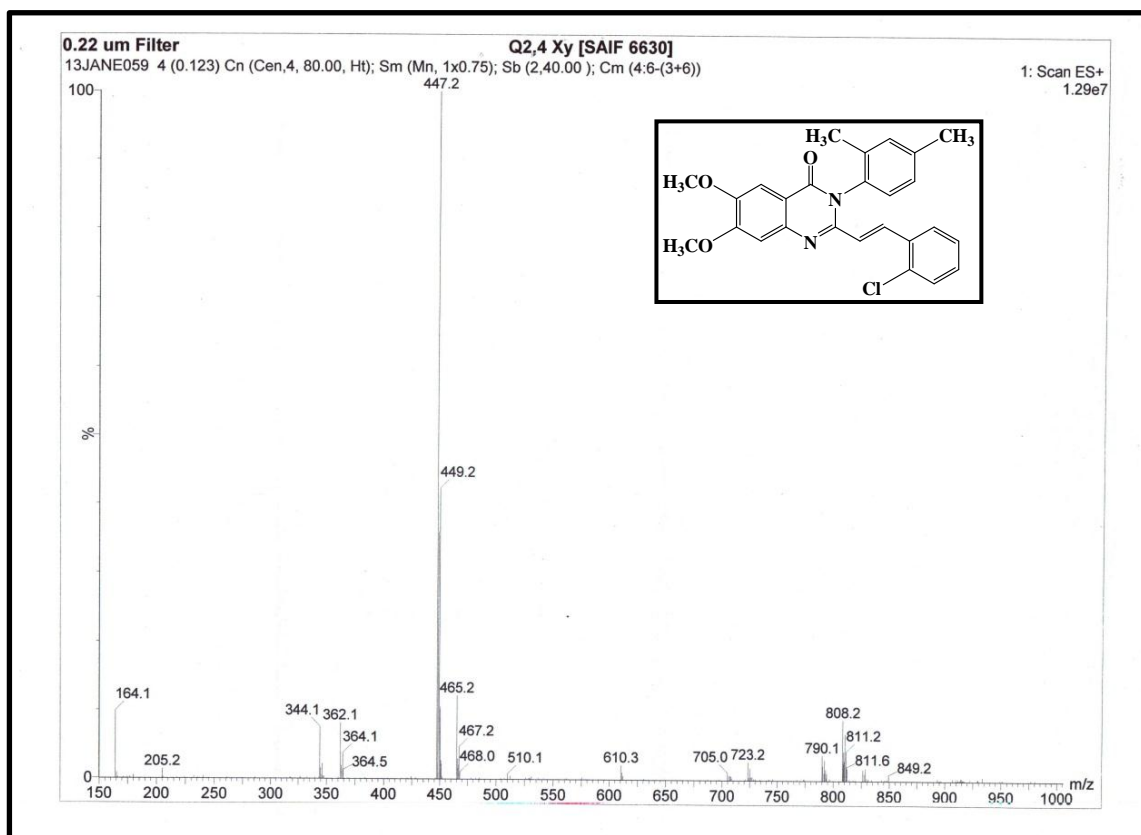 0.22 um Filter
Q2,4 Xy [SAIF 6630]
13JANE059 4 (0.123) Cn (Cen,4, 80.00, Ht); Sm (Mn, 1x0.75); Sb (2,40.00 ); Cm (4:6-(3+6))
1: Scan ES+
1.29e7
100
447.2
H₃C
CH₃
O
H₃CO
N
H₃CO
N
Cl
%
449.2
465.2
164.1
344.1
362.1
808.2
467.2
364.1
811.2
468.0
364.5
205.2
510.1
610.3
705.0
723.2
790.1
811.6
849.2
0
m/z
150 200 250 300 350 400 450 500 550 600 650 700 750 800 850 900 950 1000